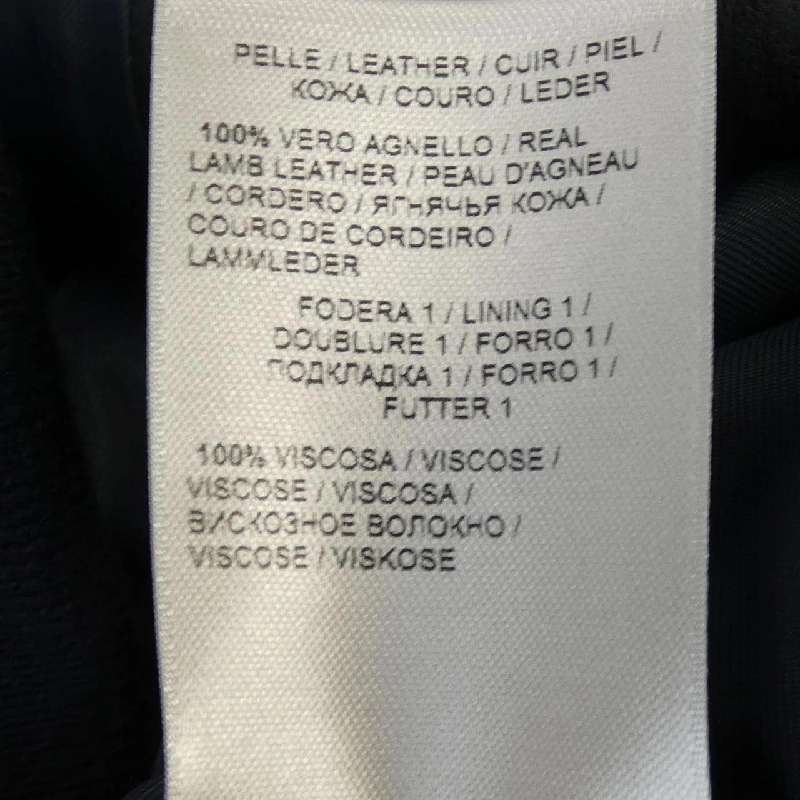 PELLE / LEATHER / CUIR / PIEL /
КОЖА / COURO / LEDER
100% VERO AGNELLO / REAL
LAMB LEATHER / PEAU D'AGNEAU
/ CORDERO / ЯГНЯЧЬЯ КОЖА /
COURO DE CORDEIRO /
LAMMLEDER
FODERA 1 / LINING 1 /
DOUBLURE 1 / FORRO 1 /
ПОДКЛАДКА 1 / FORRO 1 /
FUTTER 1
100% VISCOSA / VISCOSE /
VISCOSE / VISCOSA /
ВИСКОЗНОЕ ВОЛОКНО /
VISCOSE / VISKOSE